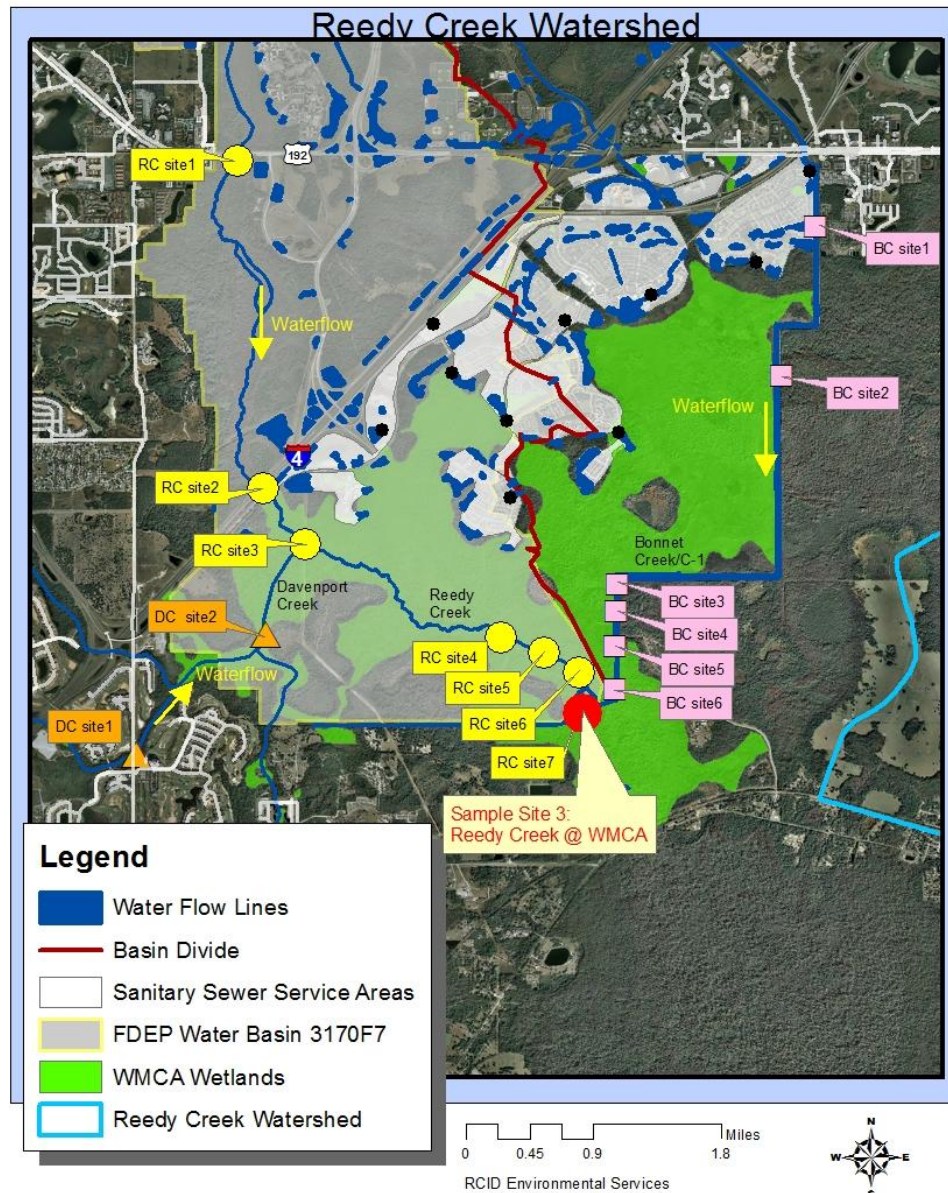 Reedy Creek Watershed
192
RC site1
BC site1
Waterflow
BC site2
Waterflow
4
RC site2
RC site3
Bonnet
Creek/C-1
Davenport
Creek
Reedy
Creek
BC site3
DC site2
BC site4
RC site4
BC site5
Waterflow
RC site5
BC site6
DC site1
RC site6
RC site7
Sample Site 3:
Reedy Creek @ WMCA
Legend
Water Flow Lines
Basin Divide
Sanitary Sewer Service Areas
FDEP Water Basin 3170F7
WMCA Wetlands
Reedy Creek Watershed
Miles
0 0.45 0.9 1.8
RCID Environmental Services
N
W E